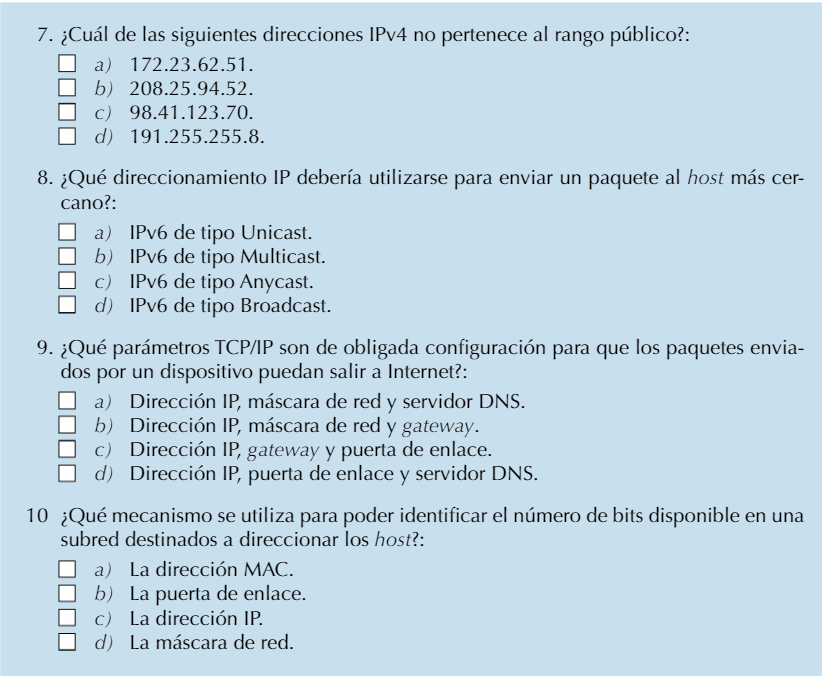 7. ¿Cuál de las siguientes direcciones IPv4 no pertenece al rango público?:
a) 172.23.62.51.
b) 208.25.94.52.
c) 98.41.123.70.
d) 191.255.255.8.
8. ¿Qué direccionamiento IP debería utilizarse para enviar un paquete al host más cer-
cano?:
a) IPv6 de tipo Unicast.
b) IPv6 de tipo Multicast.
c) IPv6 de tipo Anycast.
d) IPv6 de tipo Broadcast.
9. ¿Qué parámetros TCP/IP son de obligada configuración para que los paquetes envia-
dos por un dispositivo puedan salir a Internet?:
a) Dirección IP, máscara de red y servidor DNS.
b) Dirección IP, máscara de red y gateway.
c) Dirección IP, gateway y puerta de enlace.
d) Dirección IP, puerta de enlace y servidor DNS.
10 ¿Qué mecanismo se utiliza para poder identificar el número de bits disponible en una
subred destinados a direccionar los host?:
a) La dirección MAC.
b) La puerta de enlace.
c) La dirección IP.
d) La máscara de red.